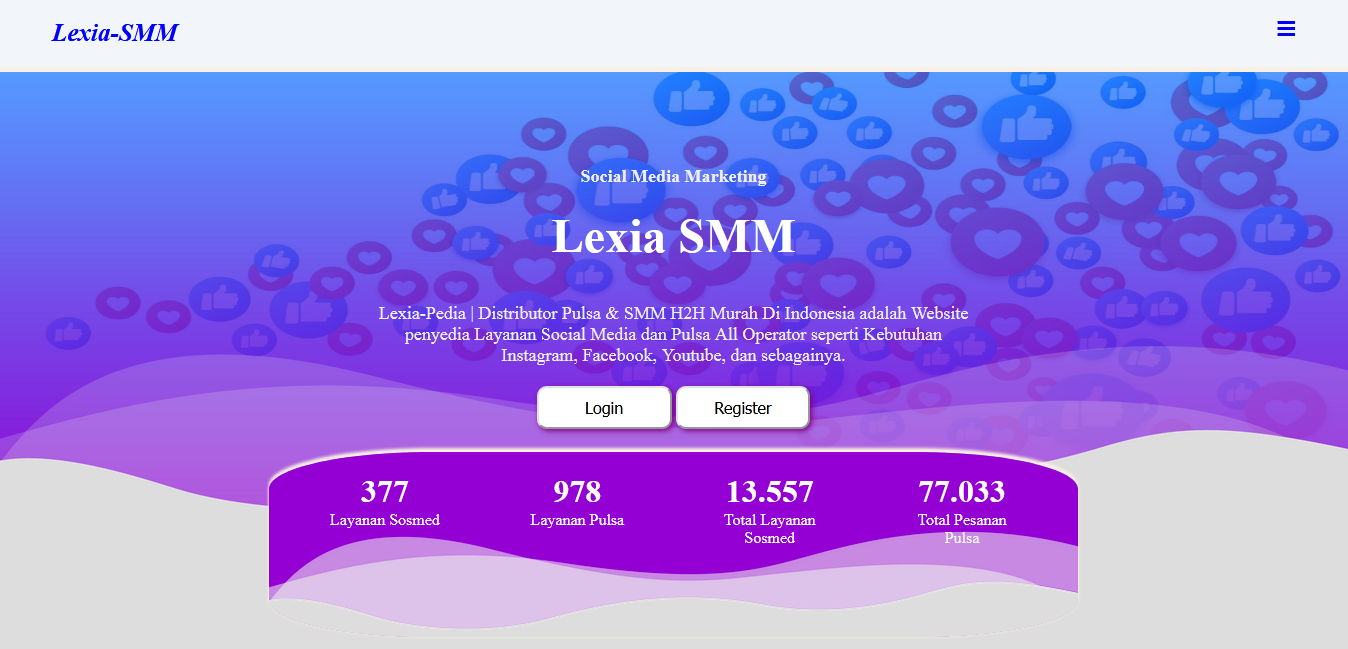 Lexia-SMM
Social Media Marketing
Lexia SMM
Lexia-Pedia | Distributor Pulsa & SMM H2H Murah Di Indonesia adalah Website
penyedia Layanan Social Media dan Pulsa All Operator seperti Kebutuhan
Instagram, Facebook, Youtube, dan sebagainya.
Login Register
377 978 13.557 77.033
Layanan Sosmed Layanan Pulsa Total Layanan Total Pesanan
Sosmed Pulsa